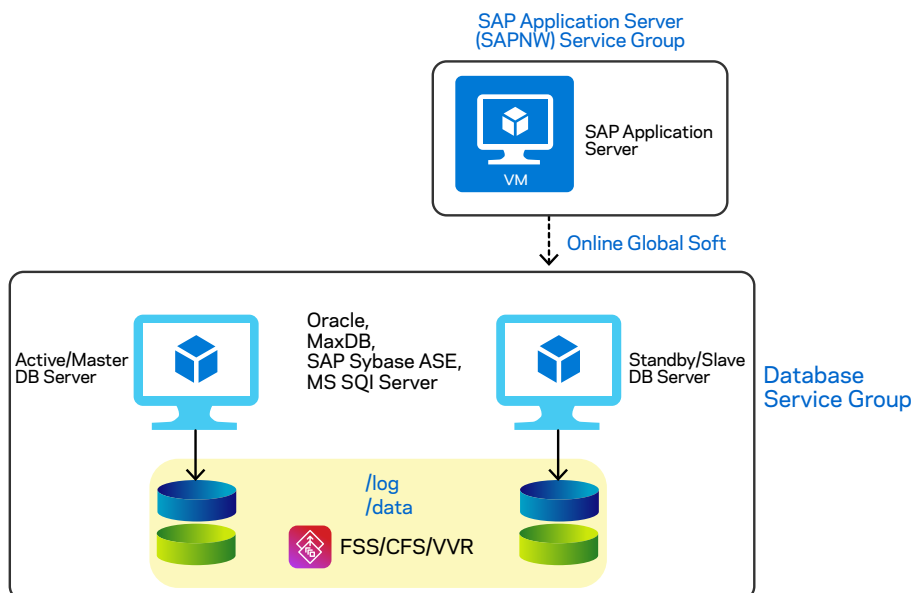 SAP Application Server
(SAPNW) Service Group
VM
SAP Application
Server
Online Global Soft
Active/Master
DB Server
Oracle,
MaxDB,
SAP Sybase ASE,
MS SQl Server
Standby/Slave
DB Server
Database
Service Group
/log
/data
FSS/CFS/VVR